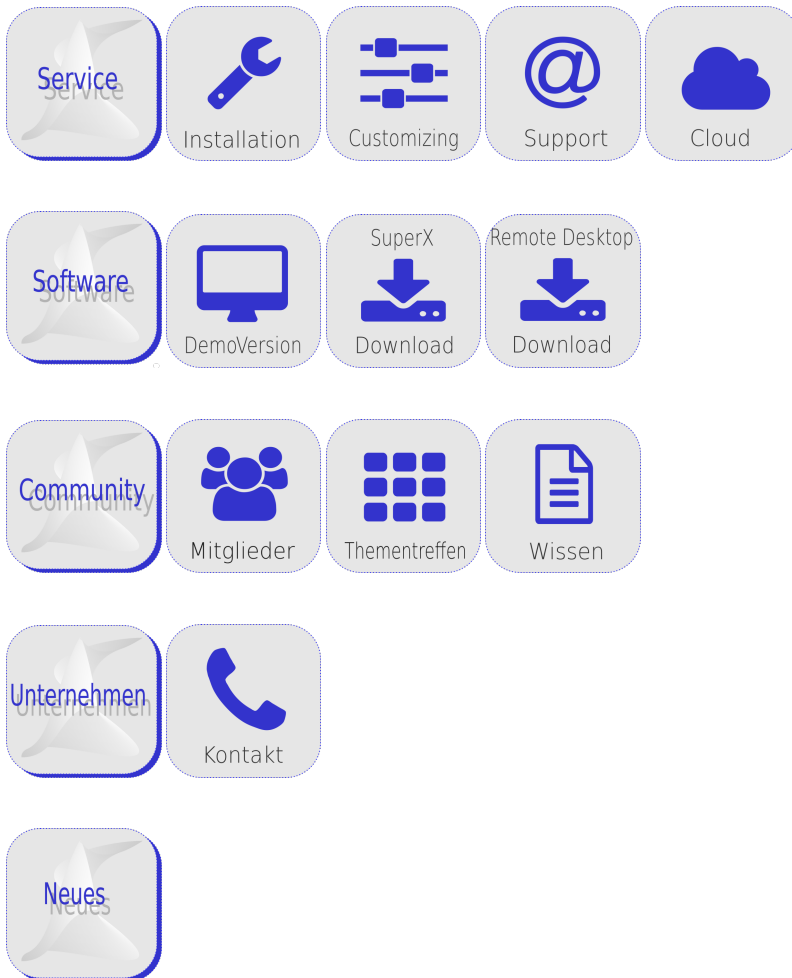 Service
Installation
Customizing
Support
Cloud
Software
DemoVersion
SuperX
Download
Remote Desktop
Download
Community
Mitglieder
Thementreffen
Wissen
Unternehmen
Kontakt
Neues